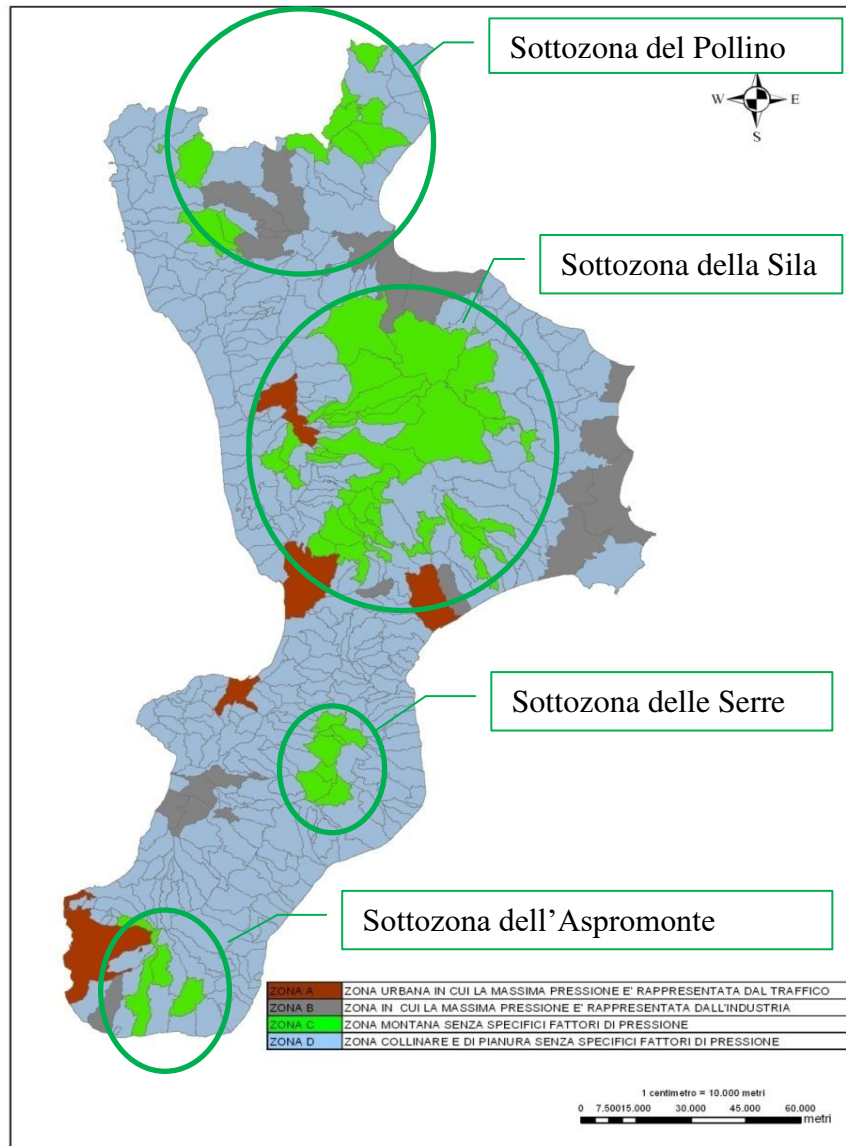 Sottozona del Pollino
W E
S
Sottozona della Sila
Sottozona delle Serre
Sottozona dell’Aspromonte
ZONA A ZONA URBANA IN CUI LA MASSIMA PRESSIONE E' RAPPRESENTATA DAL TRAFFICO
ZONA B ZONA IN CUI LA MASSIMA PRESSIONE E' RAPPRESENTATA DALL'INDUSTRIA
ZONA C ZONA MONTANA SENZA SPECIFICI FATTORI DI PRESSIONE
ZONA D ZONA COLLINARE E DI PIANURA SENZA SPECIFICI FATTORI DI PRESSIONE
1 centimetro = 10.000 metri
0 7.50015.000 30.000 45.000 60.000
metri